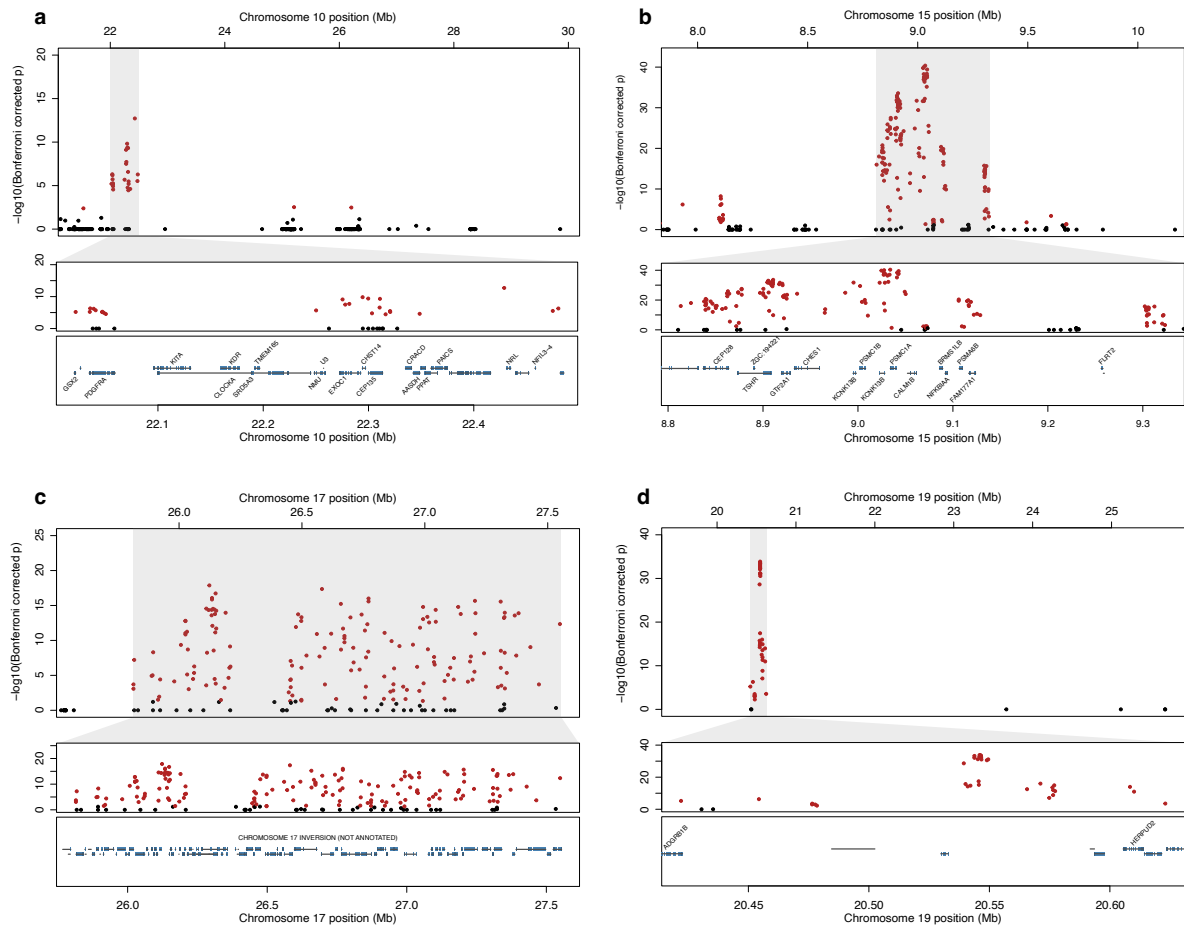 a
Chromosome 10 position (Mb)
22 24 26 28 30
−log10(Bonferroni corrected p)
20
15
10
5
0
20
10
0
KITA KDR TMEM165 U3 CHST14 CRACD PAICS NRL NFIL3−4
GSX2 PDGFRA CLOCKA SRD5A3 NMU EXOC1 CEP135 AASDH PPAT
22.1 22.2 22.3 22.4
Chromosome 10 position (Mb)
b
Chromosome 15 position (Mb)
8.0 8.5 9.0 9.5 10
−log10(Bonferroni corrected p)
40
30
20
10
0
40
20
0
CEP128 ZGC:194221 CHES1 PSMC1B PSMC1A BRMS1LB PSMA6B FLRT2
TSHR GTF2A1 KCNK13B KCNK13B CALM1B NFKBIAA FAM177A1
8.8 8.9 9.0 9.1 9.2 9.3
Chromosome 15 position (Mb)
c
Chromosome 17 position (Mb)
26.0 26.5 27.0 27.5
−log10(Bonferroni corrected p)
25
20
15
10
5
0
20
10
0
CHROMOSOME 17 INVERSION (NOT ANNOTATED)
26.0 26.5 27.0 27.5
Chromosome 17 position (Mb)
d
Chromosome 19 position (Mb)
20 21 22 23 24 25
−log10(Bonferroni corrected p)
40
30
20
10
0
40
20
0
ADGRB1B HERPUD2
20.45 20.50 20.55 20.60
Chromosome 19 position (Mb)